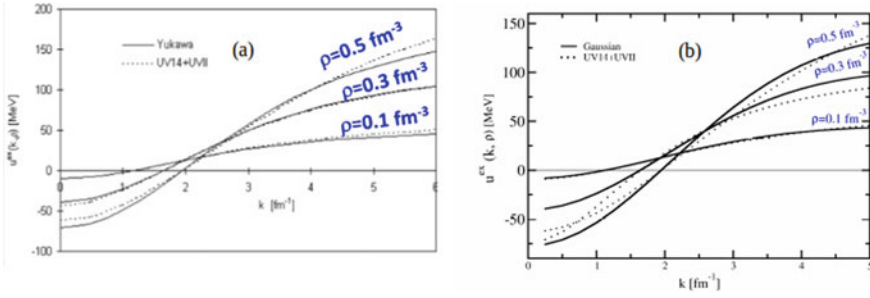 200
150
100
50
0
-50
-100
Yukawa
UV14+UVII
(a)
ρ=0.5 fm⁻³
ρ=0.3 fm⁻³
ρ=0.1 fm⁻³
0 1 2 3 4 5 6
k [fm⁻¹]
u^ex (k,ρ) [MeV]
150
100
50
0
-50
Gaussian
UV14+UVII
(b)
ρ=0.5 fm⁻³
ρ=0.3 fm⁻³
ρ=0.1 fm⁻³
0 1 2 3 4 5
k [fm⁻¹]
u^ex (k, ρ) [MeV]